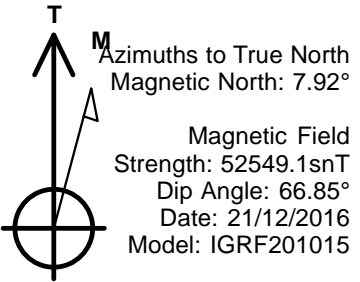 T
M
Azimuths to True North
Magnetic North: 7.92°
Magnetic Field
Strength: 52549.1snT
Dip Angle: 66.85°
Date: 21/12/2016
Model: IGRF201015